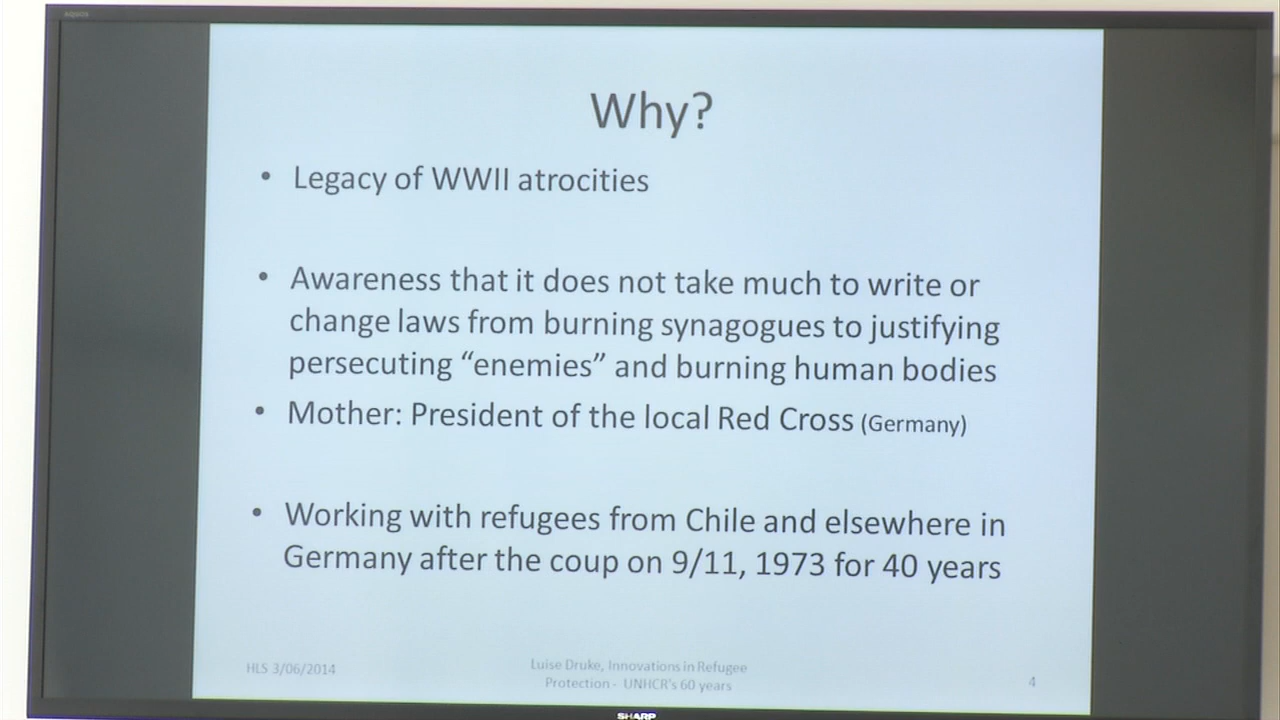 AQUOS
Why?
• Legacy of WWII atrocities
• Awareness that it does not take much to write or
change laws from burning synagogues to justifying
persecuting “enemies” and burning human bodies
• Mother: President of the local Red Cross (Germany)
• Working with refugees from Chile and elsewhere in
Germany after the coup on 9/11, 1973 for 40 years
HLS 3/06/2014
Luise Druke, Innovations in Refugee
Protection - UNHCR's 60 years
4
SHARP